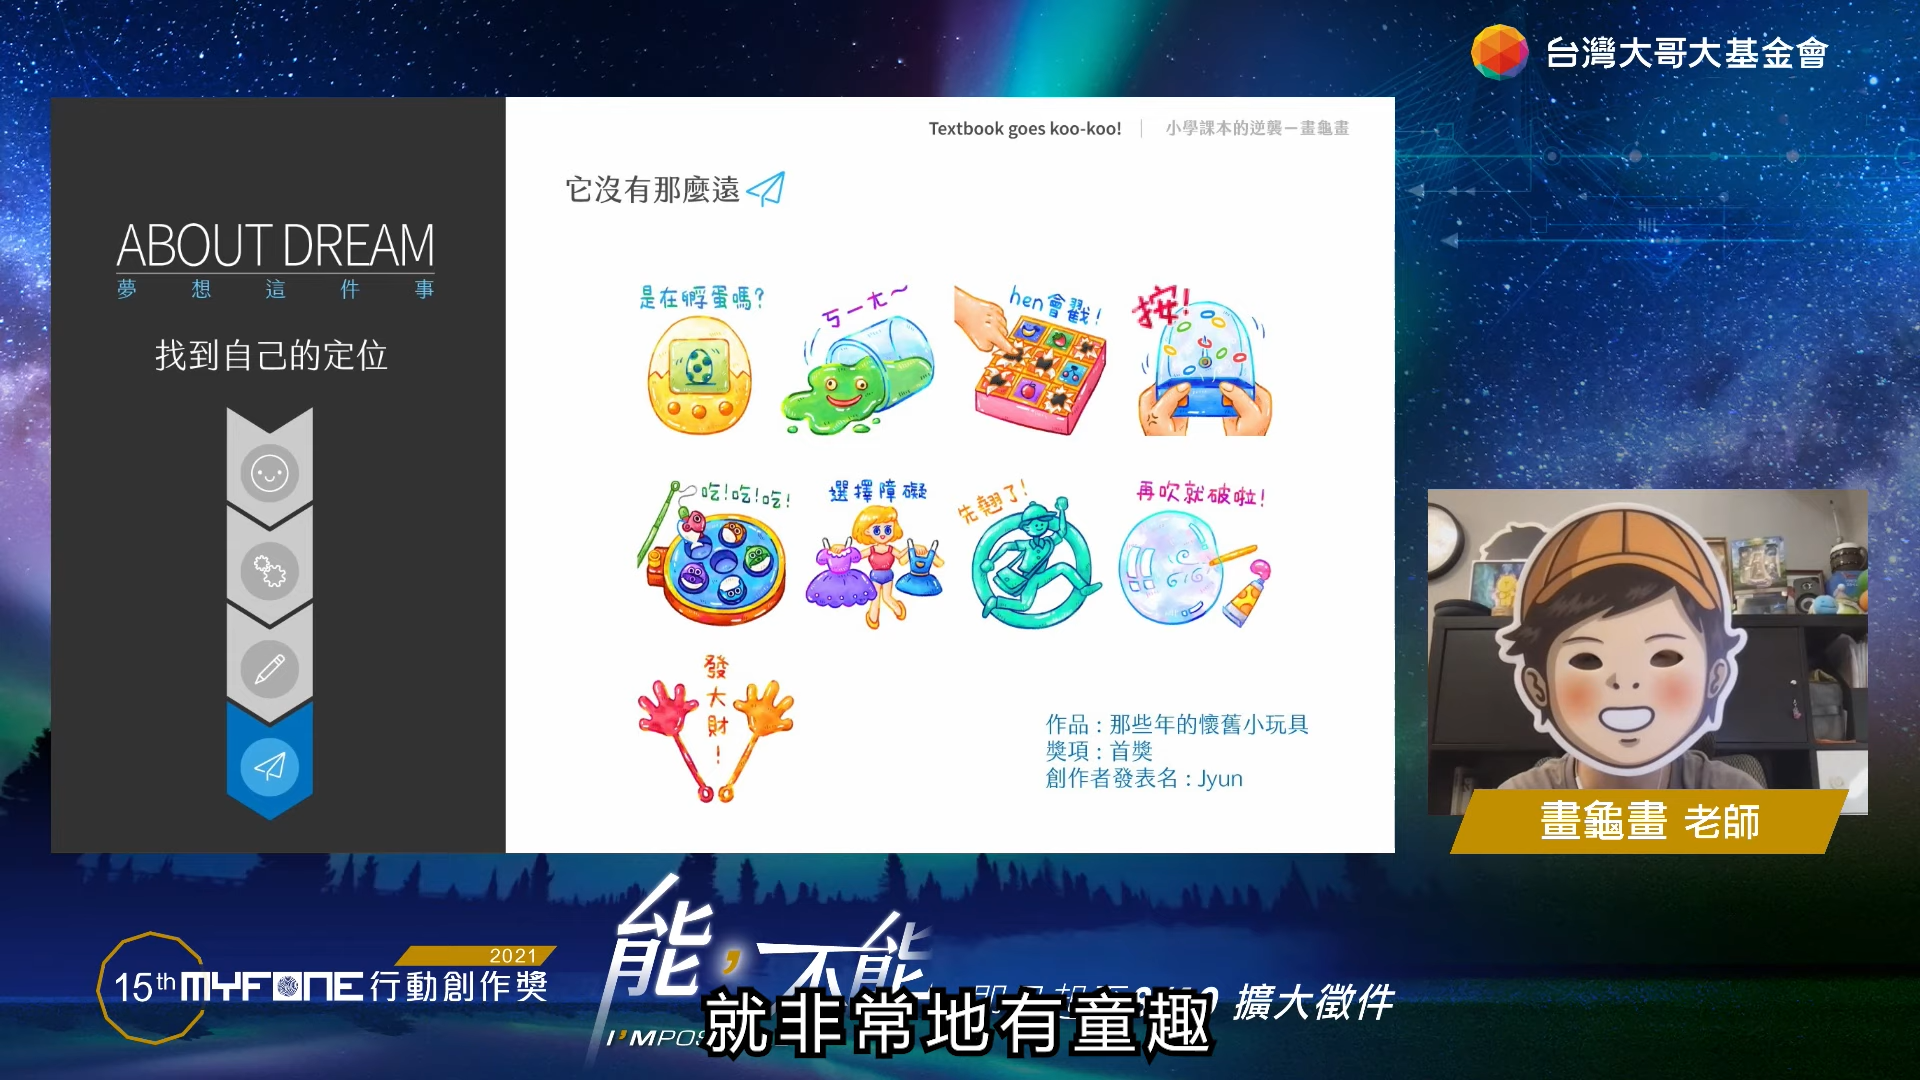 台灣大哥大基金會
Textbook goes koo-koo!
小學課本的逆襲－畫龜畫
ABOUT DREAM
夢想這件事
找到自己的定位
它沒有那麼遠
是在孵蛋嗎?
ㄎㄧㄤ~
hen會戳!
按!
吃!吃!吃!
選擇障礙
先翹了!
再吹就破啦!
發大財!
作品 : 那些年的懷舊小玩具
獎項 : 首獎
創作者發表名 : Jyun
畫龜畫 老師
2021
15th MYFONE 行動創作獎
能,不能
擴大徵件
I'MPOS
就非常地有童趣